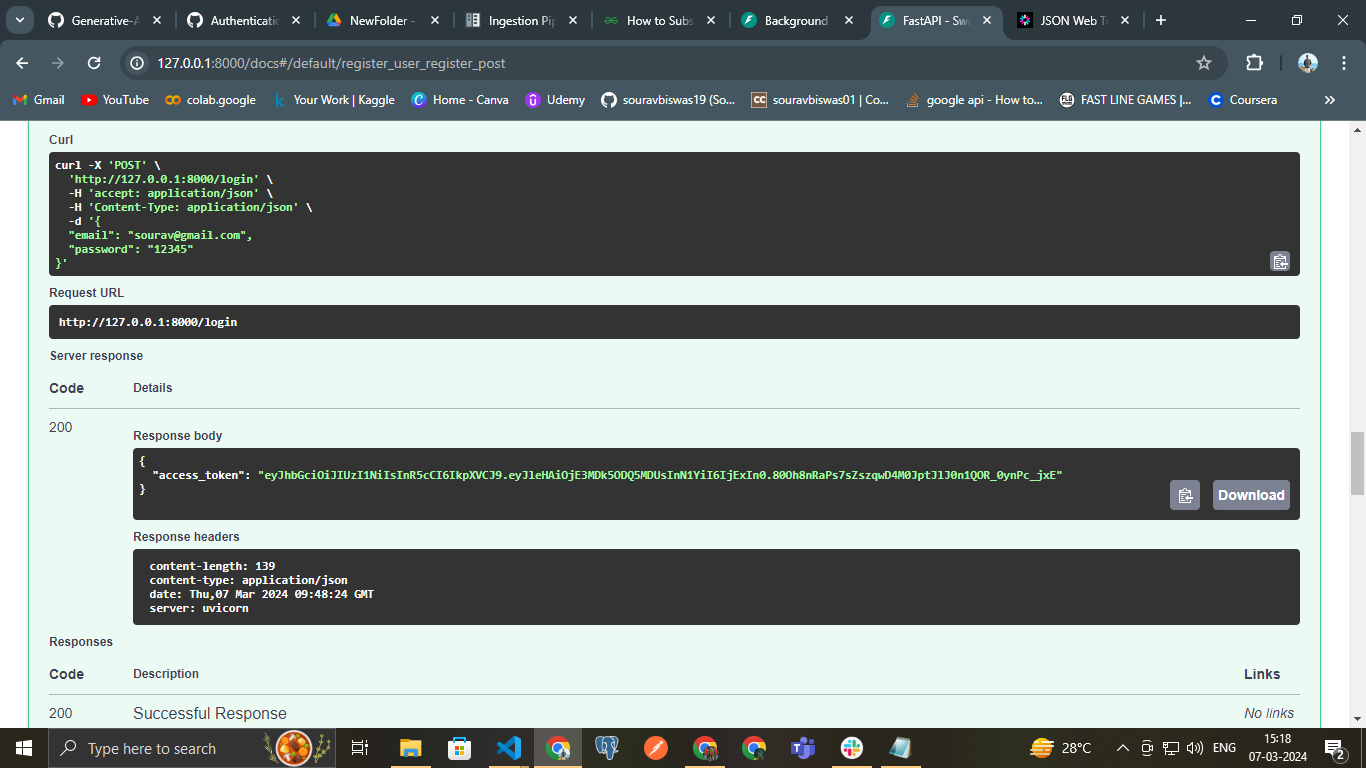 Generative-A
Authenticati
NewFolder -
Ingestion Pip
How to Subs
Background
FastAPI - Swa
JSON Web To
127.0.0.1:8000/docs#/default/register_user_register_post
Gmail
YouTube
colab.google
Your Work | Kaggle
Home - Canva
Udemy
souravbiswas19 (So...
souravbiswas01 | Co...
google api - How to...
FAST LINE GAMES |...
Coursera
»
Curl
curl -X 'POST' \
'http://127.0.0.1:8000/login' \
-H 'accept: application/json' \
-H 'Content-Type: application/json' \
-d '{
"email": "sourav@gmail.com",
"password": "12345"
}'
Request URL
http://127.0.0.1:8000/login
Server response
Code Details
200
Response body
{
"access_token": "eyJhbGciOiJIUzI1NiIsInR5cCI6IkpXVCJ9.eyJleHAiOjE3MDk5ODQ5MDUsInN1YiI6IjExIn0.80Oh8nRaPs7sZszqwD4M0JptJlJ0n1QOR_0ynPc_jxE"
}
Download
Response headers
content-length: 139
content-type: application/json
date: Thu,07 Mar 2024 09:48:24 GMT
server: uvicorn
Responses
Code Description Links
200 Successful Response No links
Type here to search
28°C
ENG
15:18
07-03-2024
2